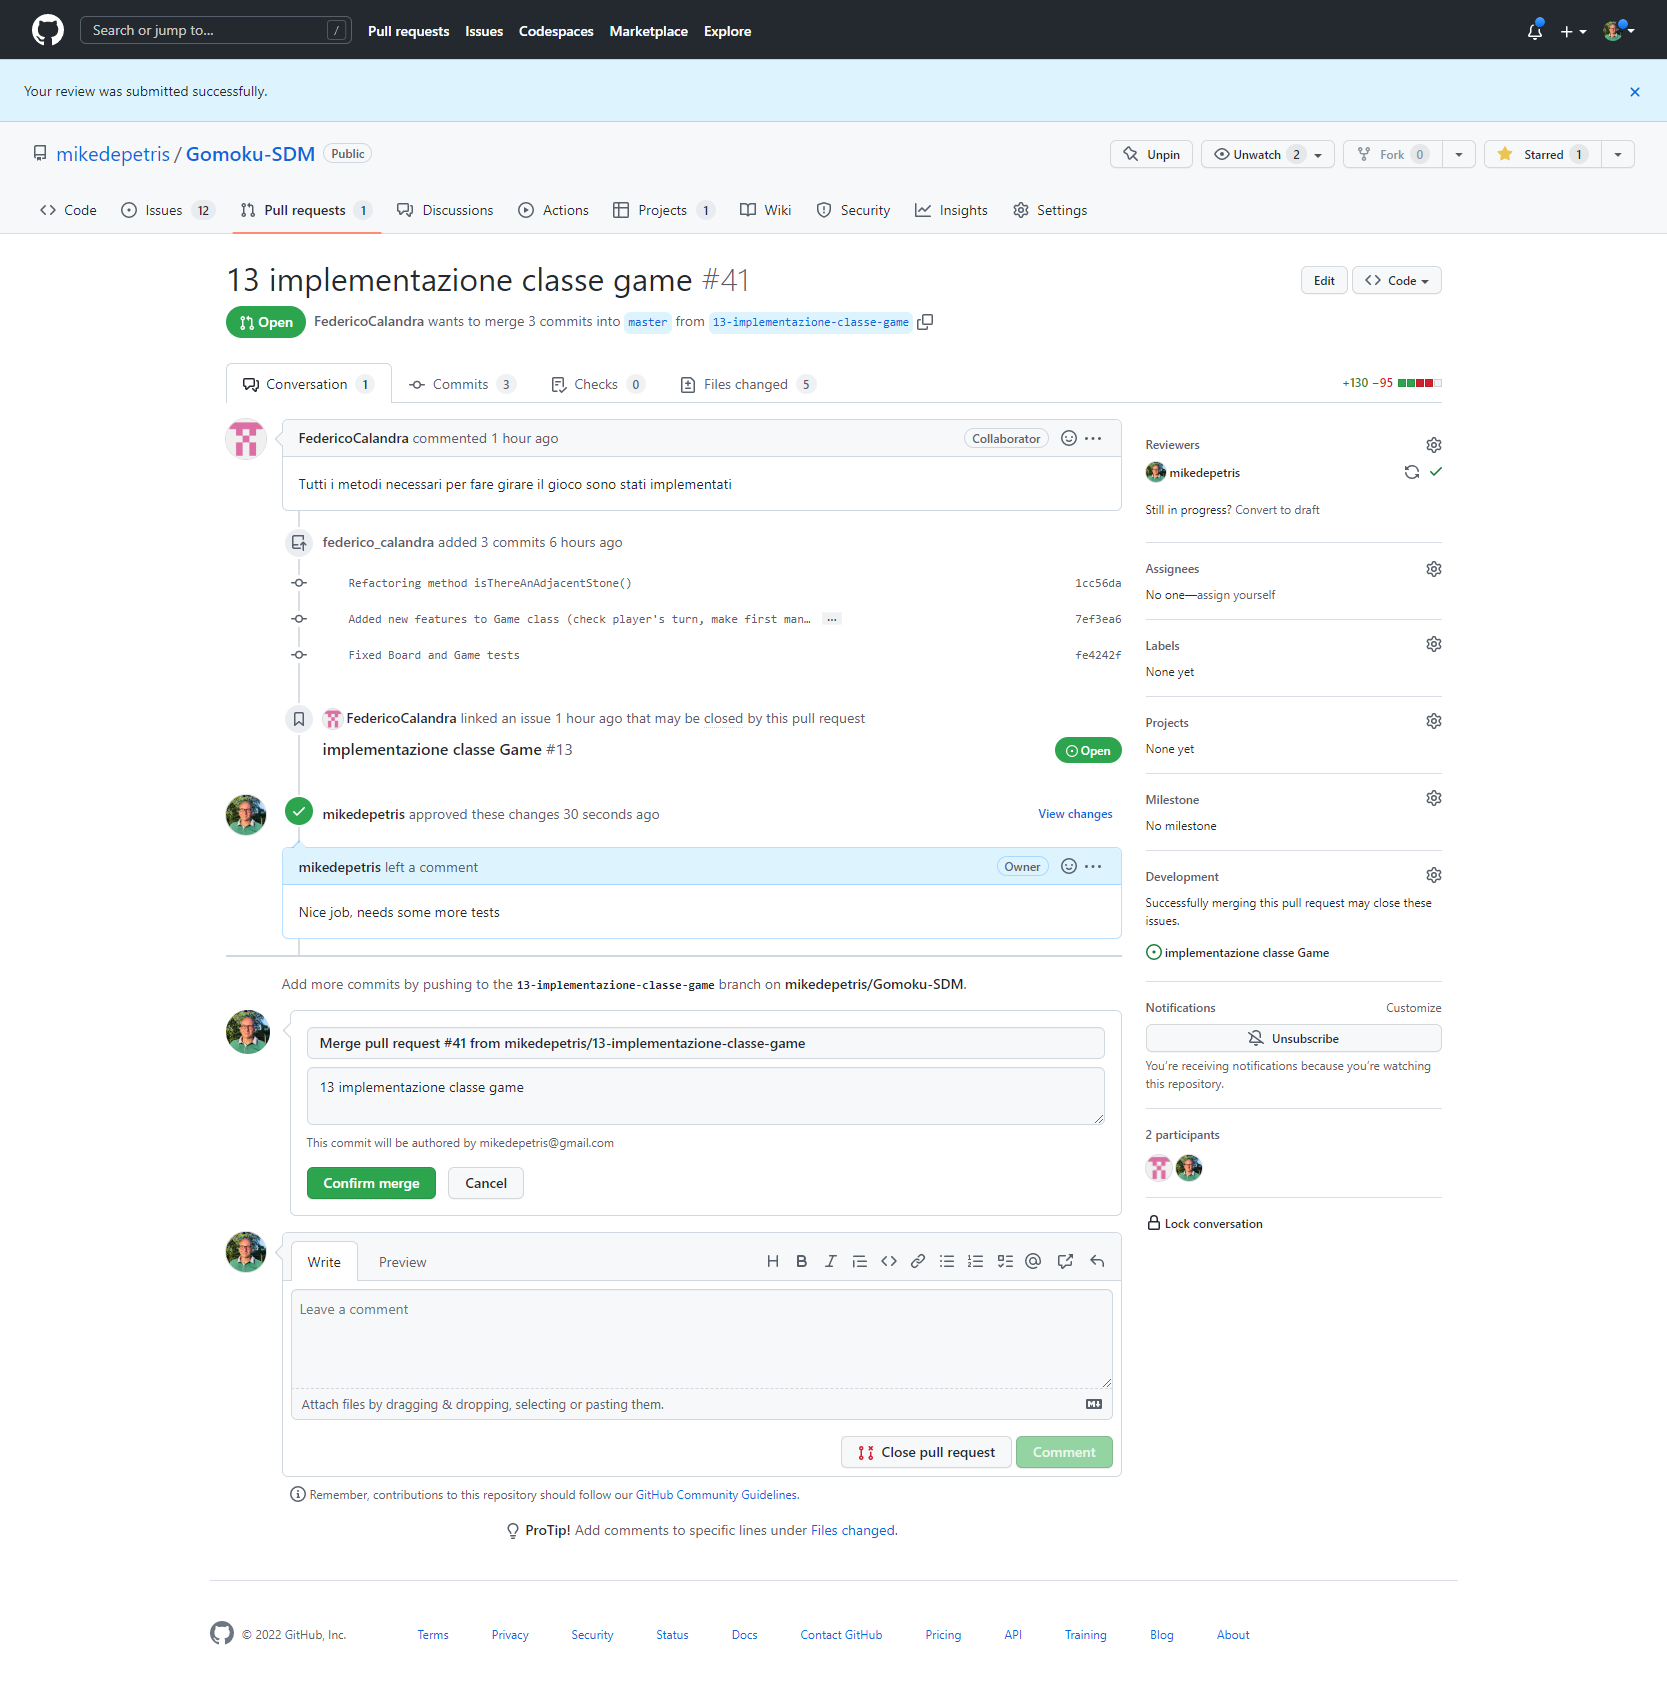 Search or jump to... /
Pull requests Issues Codespaces Marketplace Explore
Your review was submitted successfully.
mikedepetris / Gomoku-SDM Public
Unpin Unwatch 2 Fork 0 Starred 1
Code Issues 12 Pull requests 1 Discussions Actions Projects 1 Wiki Security Insights Settings
13 implementazione classe game #41
Edit Code
Open FedericoCalandra wants to merge 3 commits into master from 13-implementazione-classe-game
Conversation 1 Commits 3 Checks 0 Files changed 5
+130 −95
FedericoCalandra commented 1 hour ago
Collaborator
Tutti i metodi necessari per fare girare il gioco sono stati implementati
federico_calandra added 3 commits 6 hours ago
Refactoring method isThereAnAdjacentStone() 1cc56da
Added new features to Game class (check player's turn, make first man… ... 7ef3ea6
Fixed Board and Game tests fe4242f
FedericoCalandra linked an issue 1 hour ago that may be closed by this pull request
implementazione classe Game #13
Open
mikedepetris approved these changes 30 seconds ago
View changes
mikedepetris left a comment
Owner
Nice job, needs some more tests
Add more commits by pushing to the 13-implementazione-classe-game branch on mikedepetris/Gomoku-SDM.
Merge pull request #41 from mikedepetris/13-implementazione-classe-game
13 implementazione classe game
This commit will be authored by mikedepetris@gmail.com
Confirm merge Cancel
Write Preview
Leave a comment
Attach files by dragging & dropping, selecting or pasting them.
Close pull request Comment
Remember, contributions to this repository should follow our GitHub Community Guidelines.
ProTip! Add comments to specific lines under Files changed.
Reviewers
mikedepetris
Still in progress? Convert to draft
Assignees
No one—assign yourself
Labels
None yet
Projects
None yet
Milestone
No milestone
Development
Successfully merging this pull request may close these
issues.
implementazione classe Game
Notifications Customize
Unsubscribe
You're receiving notifications because you're watching
this repository.
2 participants
Lock conversation
© 2022 GitHub, Inc. Terms Privacy Security Status Docs Contact GitHub Pricing API Training Blog About